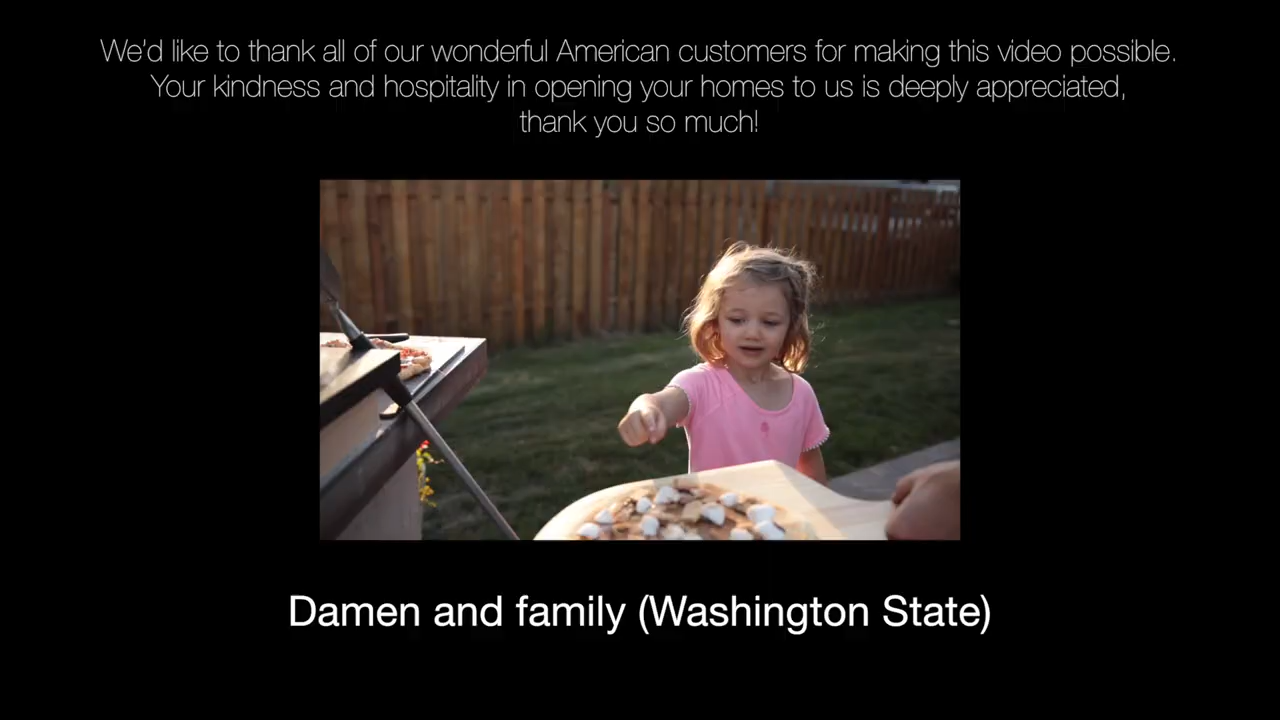 We'd like to thank all of our wonderful American customers for making this video possible.
Your kindness and hospitality in opening your homes to us is deeply appreciated,
thank you so much!
Damen and family (Washington State)